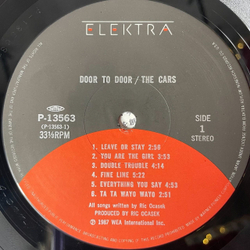 ELEKTRA
DOOR TO DOOR / THE CARS
P-13563
(P-13563-1)
33⅓RPM
SIDE
1
STEREO
1. LEAVE OR STAY 2:50
2. YOU ARE THE GIRL 3:53
3. DOUBLE TROUBLE 4:14
4. FINE LINE 5:22
5. EVERYTHING YOU SAY 4:53
6. TA TA WAYO WAYO 2:50
All songs written by Ric Ocasek
PRODUCED BY RIC OCASEK
℗ 1987 WEA International Inc.